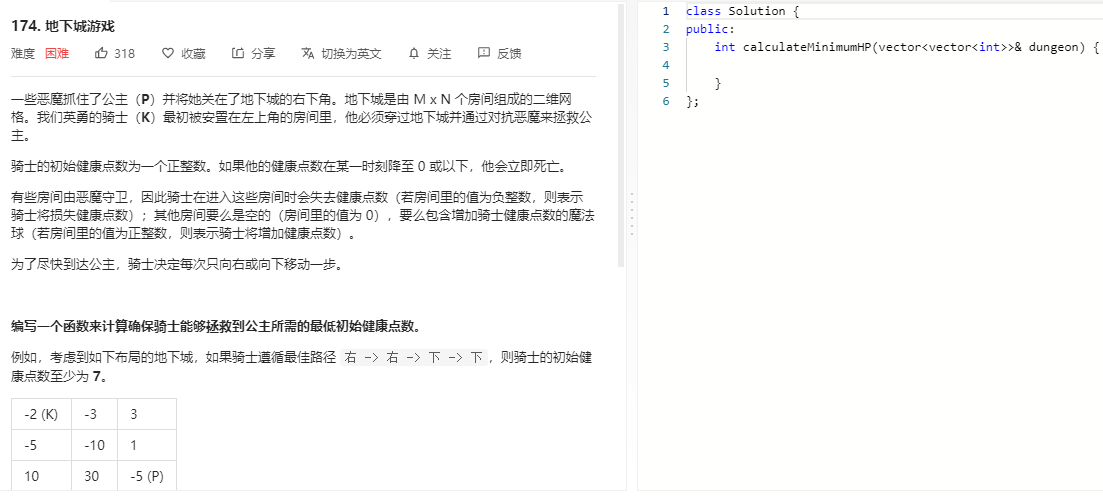 174. 地下城游戏
难度 困难 318 收藏 分享 切换为英文 关注 反馈
一些恶魔抓住了公主（P）并将她关在了地下城的右下角。地下城是由 M x N 个房间组成的二维网
格。我们英勇的骑士（K）最初被安置在左上角的房间里，他必须穿过地下城并通过对抗恶魔来拯救公
主。
骑士的初始健康点数为一个正整数。如果他的健康点数在某一时刻降至 0 或以下，他会立即死亡。
有些房间由恶魔守卫，因此骑士在进入这些房间时会失去健康点数（若房间里的值为负整数，则表示
骑士将损失健康点数）；其他房间要么是空的（房间里的值为 0），要么包含增加骑士健康点数的魔法
球（若房间里的值为正整数，则表示骑士将增加健康点数）。
为了尽快到达公主，骑士决定每次只向右或向下移动一步。
编写一个函数来计算确保骑士能够拯救到公主所需的最低初始健康点数。
例如，考虑到如下布局的地下城，如果骑士遵循最佳路径 右 -> 右 -> 下 -> 下，则骑士的初始健
康点数至少为 7。
-2 (K) -3 3
-5 -10 1
10 30 -5 (P)
1 class Solution {
2 public:
3 int calculateMinimumHP(vector<vector<int>>& dungeon) {
4
5 }
6 };